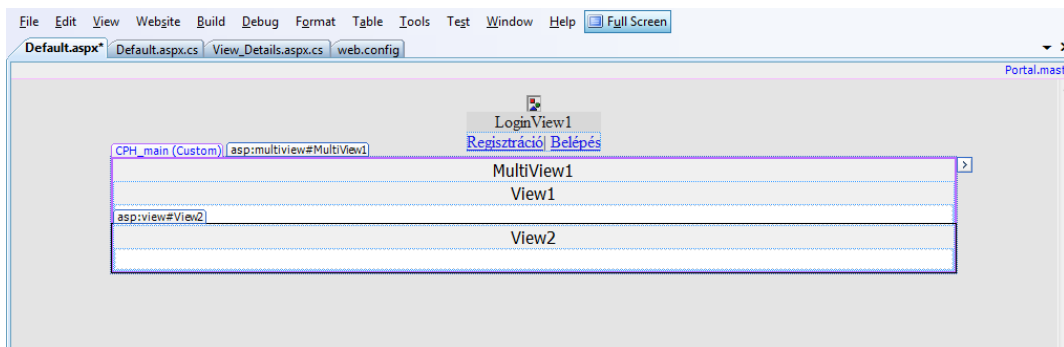 File Edit View Website Build Debug Format Table Tools Test Window Help Full Screen
Default.aspx* Default.aspx.cs View_Details.aspx.cs web.config
Portal.mast
LoginView1
Regisztráció| Belépés
CPH_main (Custom) asp:multiview#MultiView1
MultiView1
View1
asp:view#View2
View2